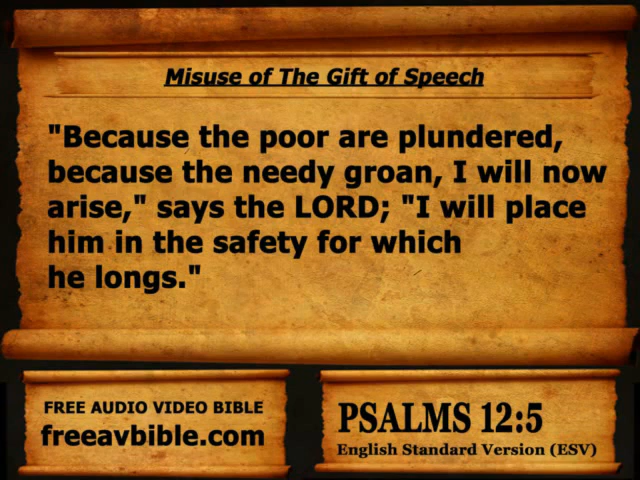 Misuse of The Gift of Speech
"Because the poor are plundered,
because the needy groan, I will now
arise," says the LORD; "I will place
him in the safety for which
he longs."
FREE AUDIO VIDEO BIBLE
freeavbible.com
PSALMS 12:5
English Standard Version (ESV)